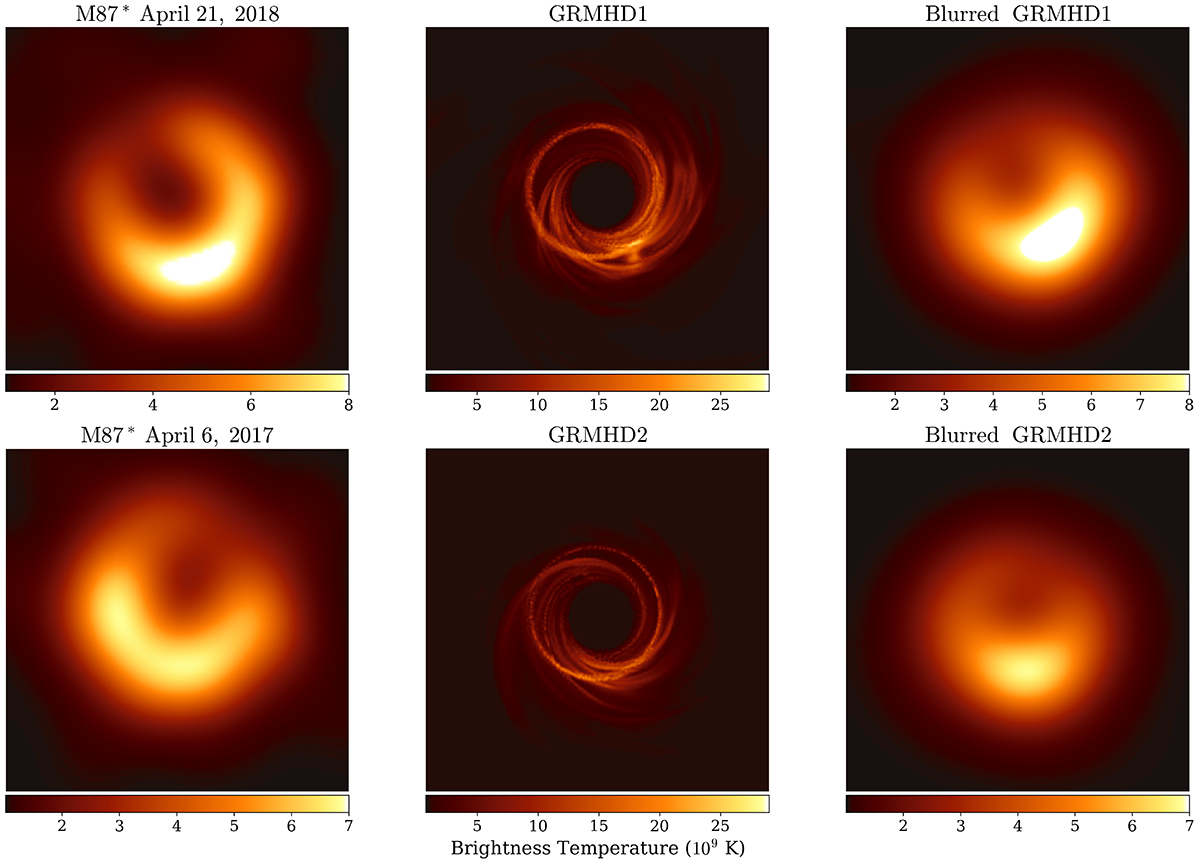 M87* April 21, 2018
GRMHD1
Blurred GRMHD1
2 4 6 8
5 10 15 20 25
2 3 4 5 6 7 8
M87* April 6, 2017
GRMHD2
Blurred GRMHD2
2 3 4 5 6 7
5 10 15 20 25
2 3 4 5 6 7
Brightness Temperature (10⁹ K)